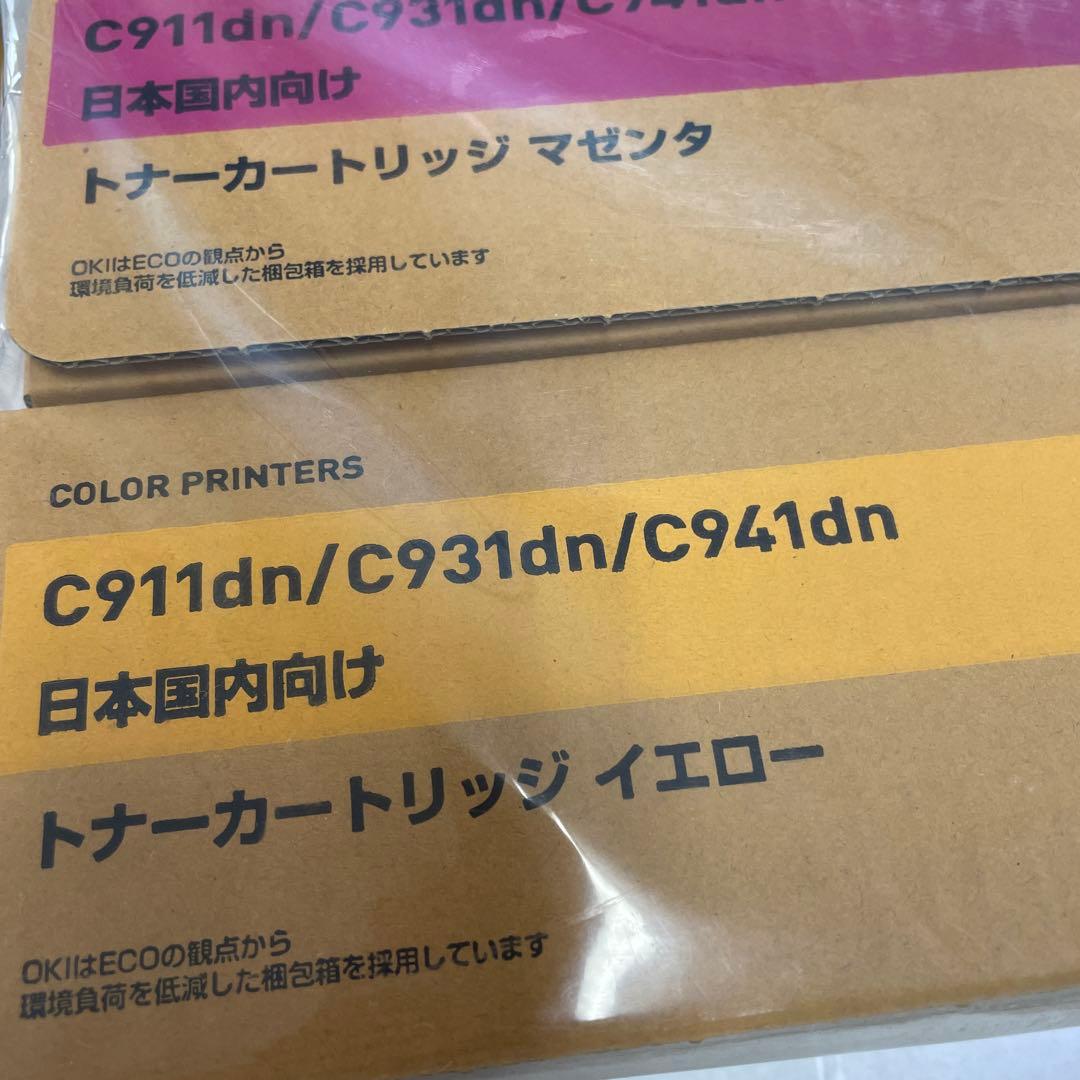 C911dn/C931dn/C941dn
日本国内向け
トナーカートリッジ マゼンタ
OKIはECOの観点から
環境負荷を低減した梱包箱を採用しています
COLOR PRINTERS
C911dn/C931dn/C941dn
日本国内向け
トナーカートリッジ イエロー
OKIはECOの観点から
環境負荷を低減した梱包箱を採用しています